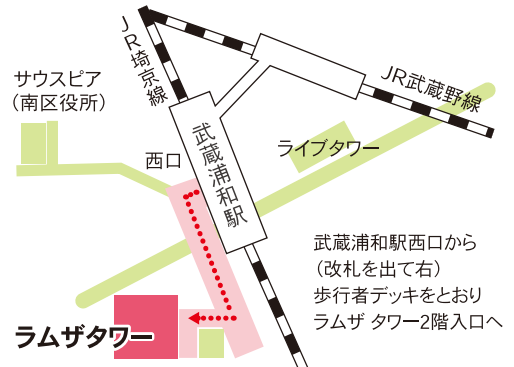 JR埼京線
JR武蔵野線
サウスピア
（南区役所）
西口
武蔵浦和駅
ライブタワー
武蔵浦和駅西口から
（改札を出て右）
歩行者デッキをとおり
ラムザ タワー2階入口へ
ラムザタワー